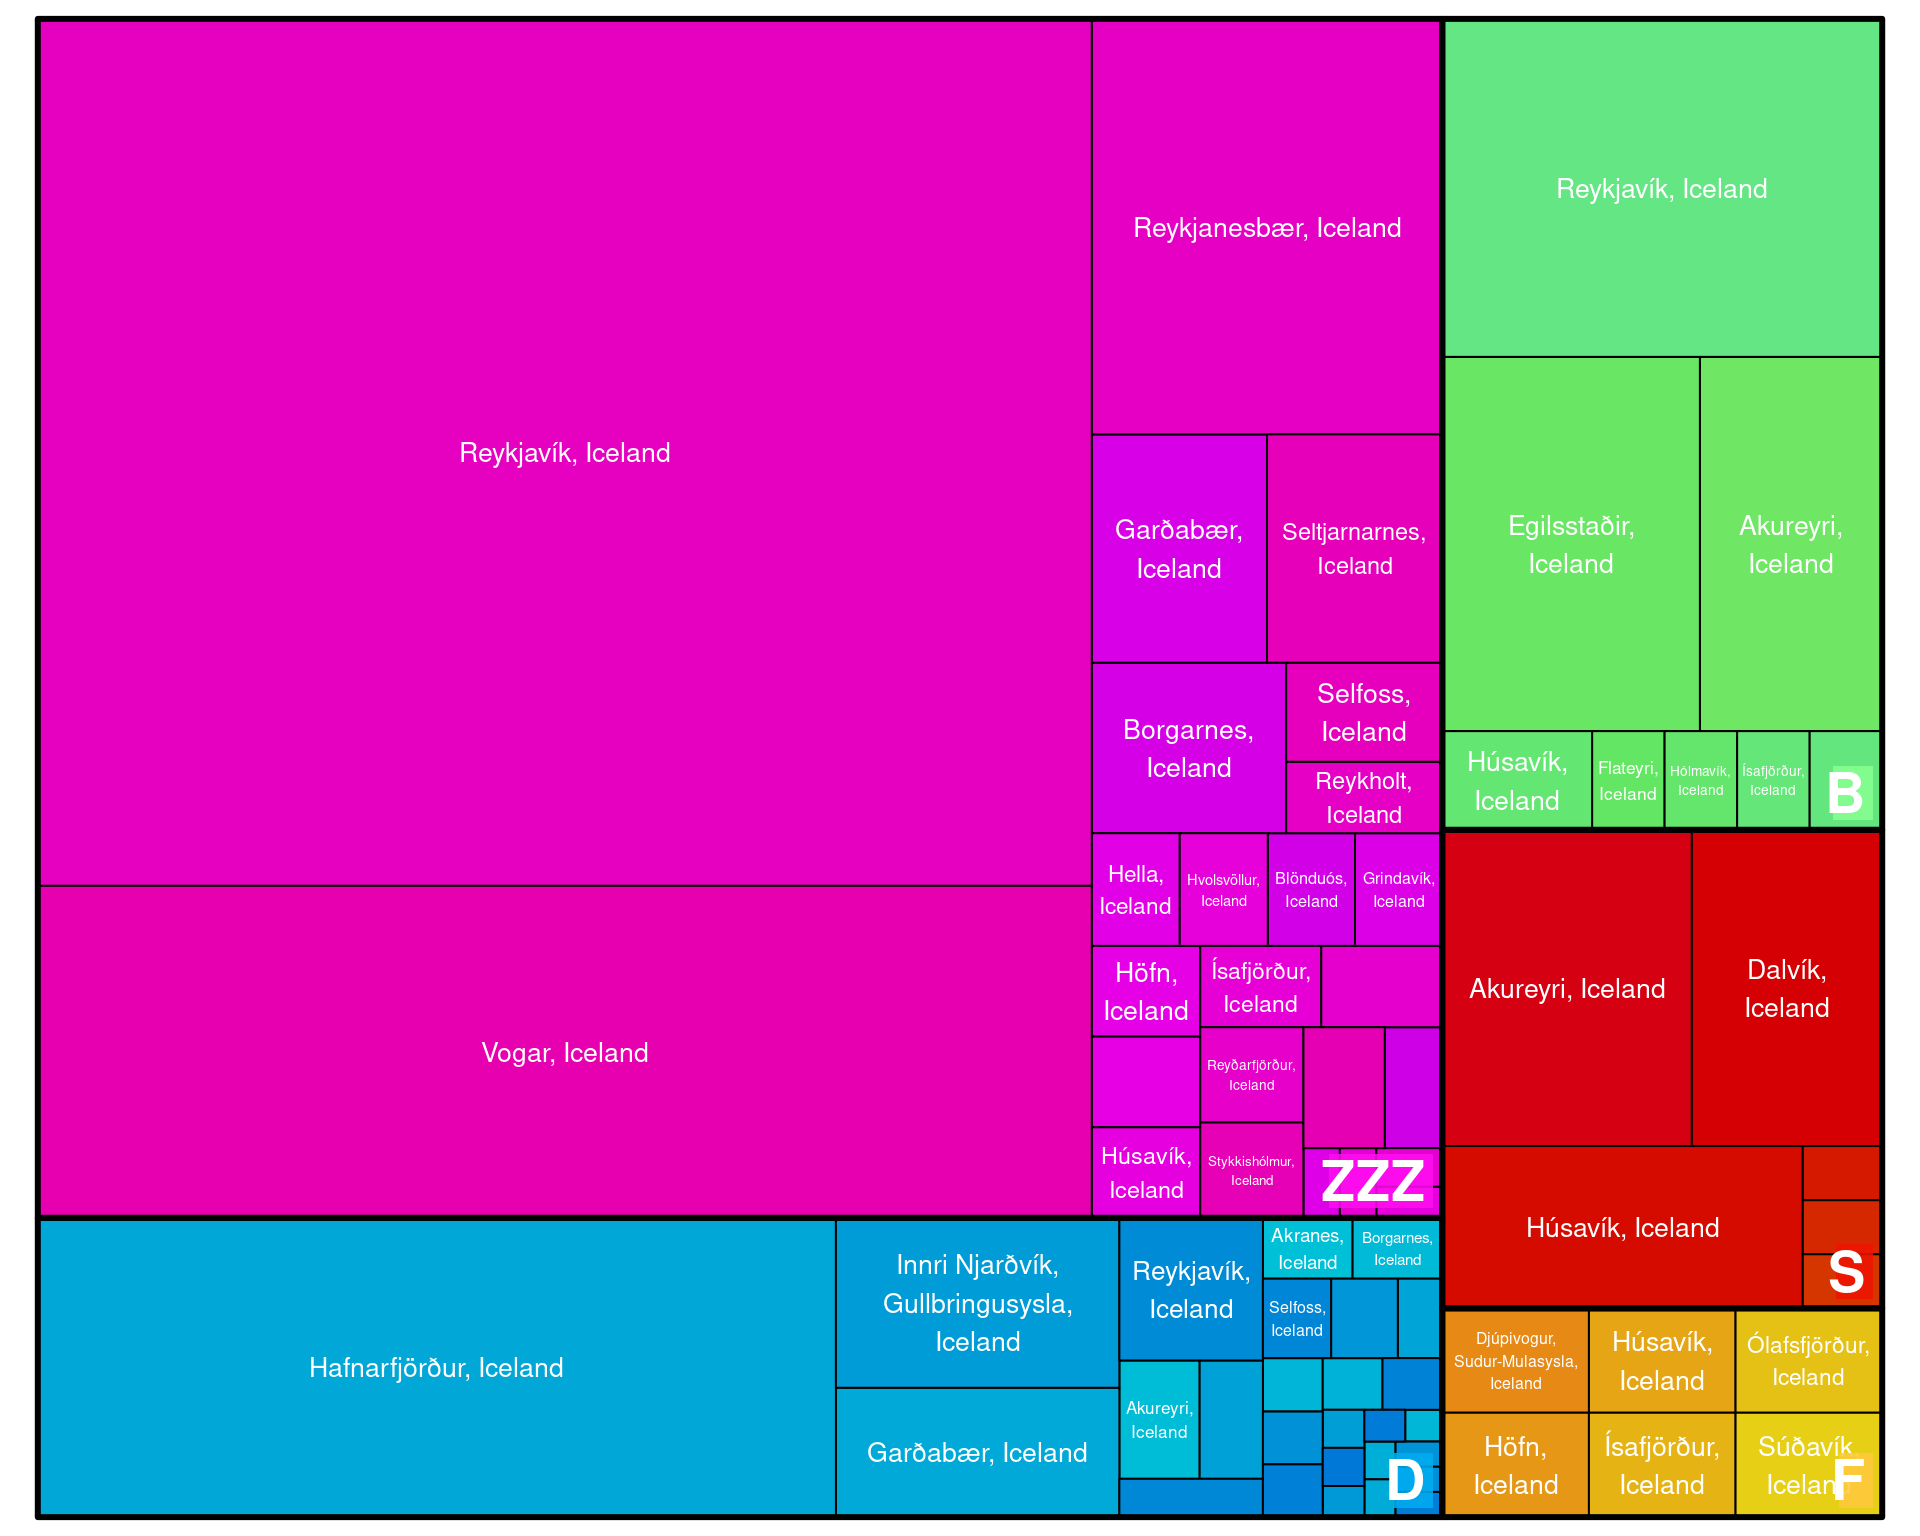 Reykjavík, Iceland
Vogar, Iceland
Reykjanesbær, Iceland
Garðabær,
Iceland
Seltjarnarnes,
Iceland
Borgarnes,
Iceland
Selfoss,
Iceland
Reykholt,
Iceland
Hella,
Iceland
Hvolsvöllur,
Iceland
Blönduós,
Iceland
Grindavík,
Iceland
Höfn,
Iceland
Ísafjörður,
Iceland
Reyðarfjörður,
Iceland
Húsavík,
Iceland
Stykkishólmur,
Iceland
ZZZ
Hafnarfjörður, Iceland
Innri Njarðvík,
Gullbringusysla,
Iceland
Garðabær, Iceland
Reykjavík,
Iceland
Akureyri,
Iceland
Akranes,
Iceland
Borgarnes,
Iceland
Selfoss,
Iceland
D
Reykjavík, Iceland
Egilsstaðir,
Iceland
Akureyri,
Iceland
Húsavík,
Iceland
Flateyri,
Iceland
Hólmavík,
Iceland
Ísafjörður,
Iceland
B
Akureyri, Iceland
Dalvík,
Iceland
Húsavík, Iceland
S
Djúpivogur,
Sudur-Mulasysla,
Iceland
Húsavík,
Iceland
Ólafsfjörður,
Iceland
Höfn,
Iceland
Ísafjörður,
Iceland
Súðavík,
Iceland
F